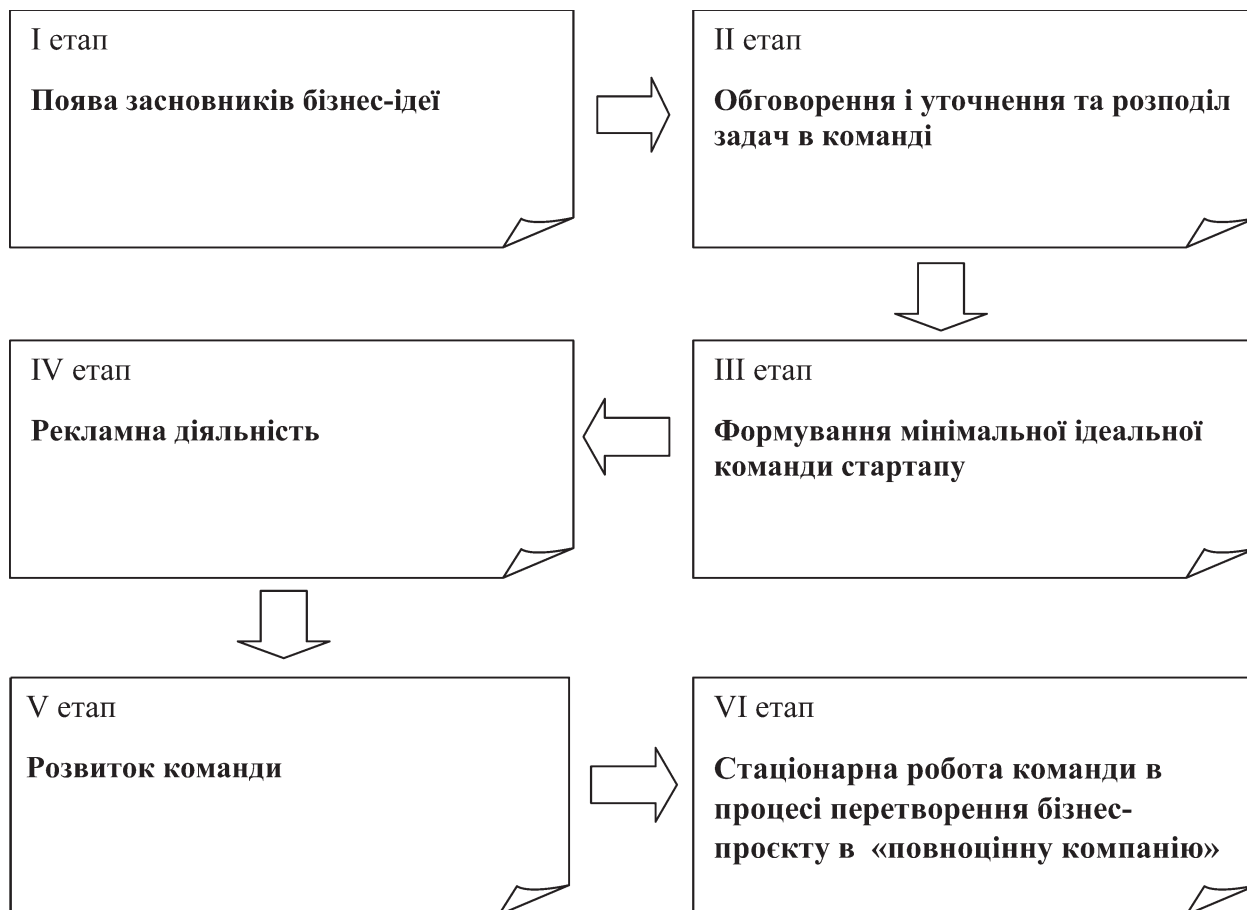 I етап
Поява засновників бізнес-ідеї
II етап
Обговорення і уточнення та розподіл
задач в команді
III етап
Формування мінімальної ідеальної
команди стартапу
IV етап
Рекламна діяльність
V етап
Розвиток команди
VI етап
Стаціонарна робота команди в
процесі перетворення бізнес-
проєкту в «повноцінну компанію»